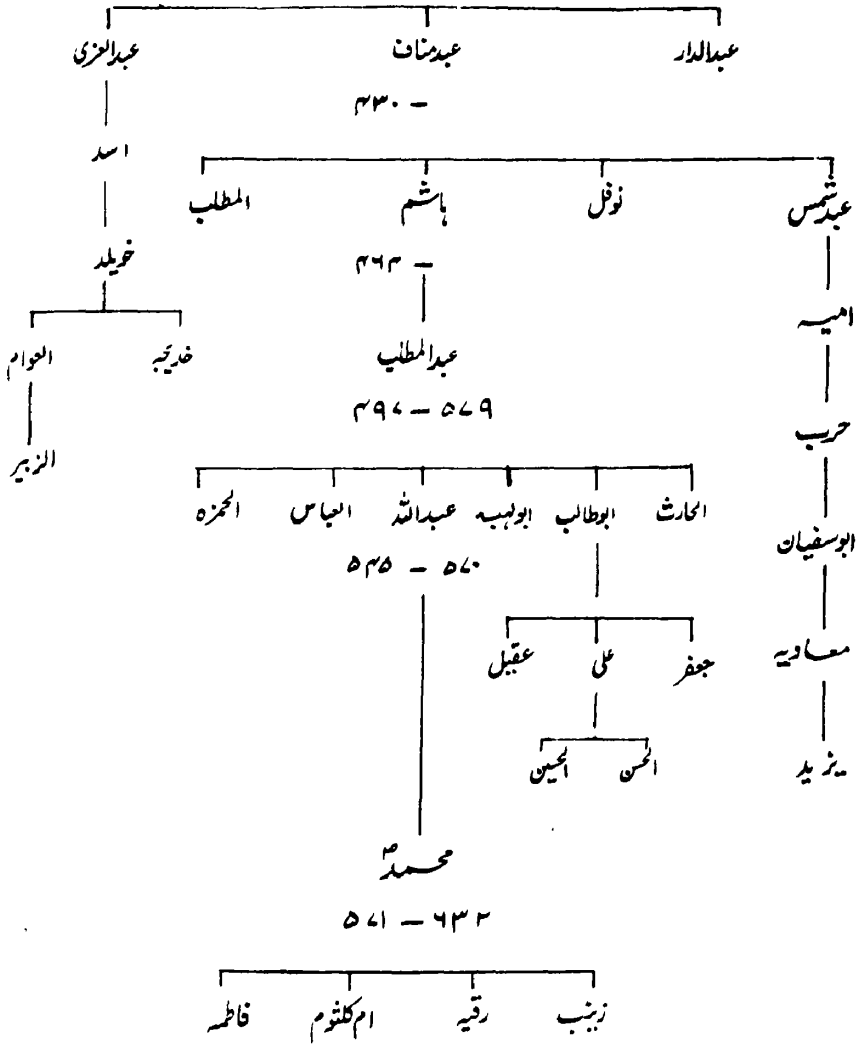 عبدالدار عبدمناف عبدالعزی
۴۳۰ –
اسد
عبدشمس نوفل ہاشم المطلب
خویلد
۴۶۴ –
امیہ
خدیجہ العوام
عبدالمطلب
۴۹۷ – ۵۷۹
حرب
الزبیر
الحارث ابوطالب ابولہب عبداللہ العباس الحمزہ
ابوسفیان
۵۴۵ – ۵۷۰
معاویہ
جعفر علی عقیل
الحسن الحسین
یزید
محمدؐ
۵۷۱ – ۶۳۲
زینب رقیہ ام کلثوم فاطمہ